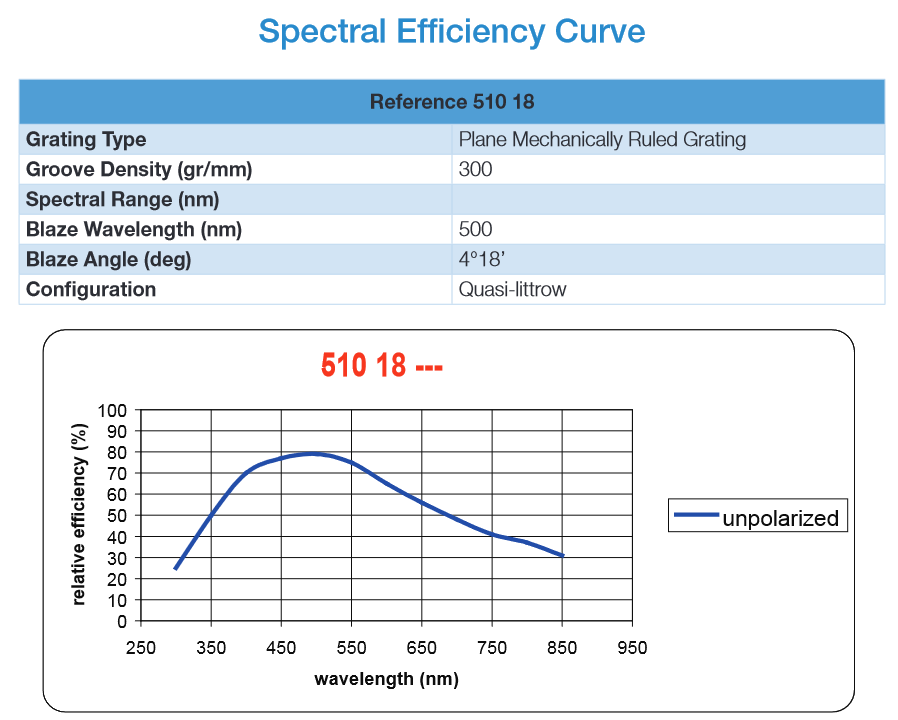 Spectral Efficiency Curve
Reference 510 18
Grating Type Plane Mechanically Ruled Grating
Groove Density (gr/mm) 300
Spectral Range (nm)
Blaze Wavelength (nm) 500
Blaze Angle (deg) 4°18’
Configuration Quasi-littrow
510 18 ---
relative efficiency (%)
100
90
80
70
60
50
40
30
20
10
0
250 350 450 550 650 750 850 950
wavelength (nm)
unpolarized